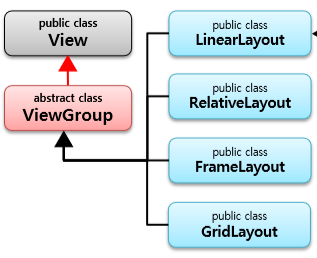 public class
View
abstract class
ViewGroup
public class
LinearLayout
public class
RelativeLayout
public class
FrameLayout
public class
GridLayout